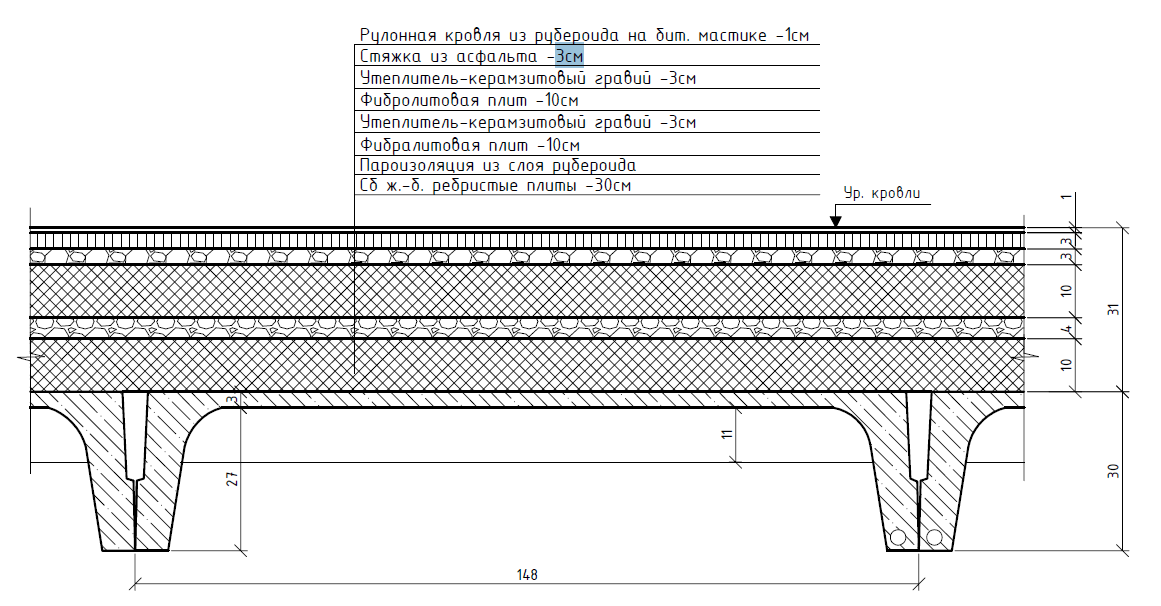 Рулонная кровля из рубероида на бит. мастике -1см
Стяжка из асфальта -3см
Утеплитель-керамзитовый гравий -3см
Фибролитовая плит -10см
Утеплитель-керамзитовый гравий -3см
Фибралитовая плит -10см
Пароизоляция из слоя рубероида
Сб ж.-б. ребристые плиты -30см
Ур. кровли
1
3
3
10
4
10
31
3
11
27
30
148